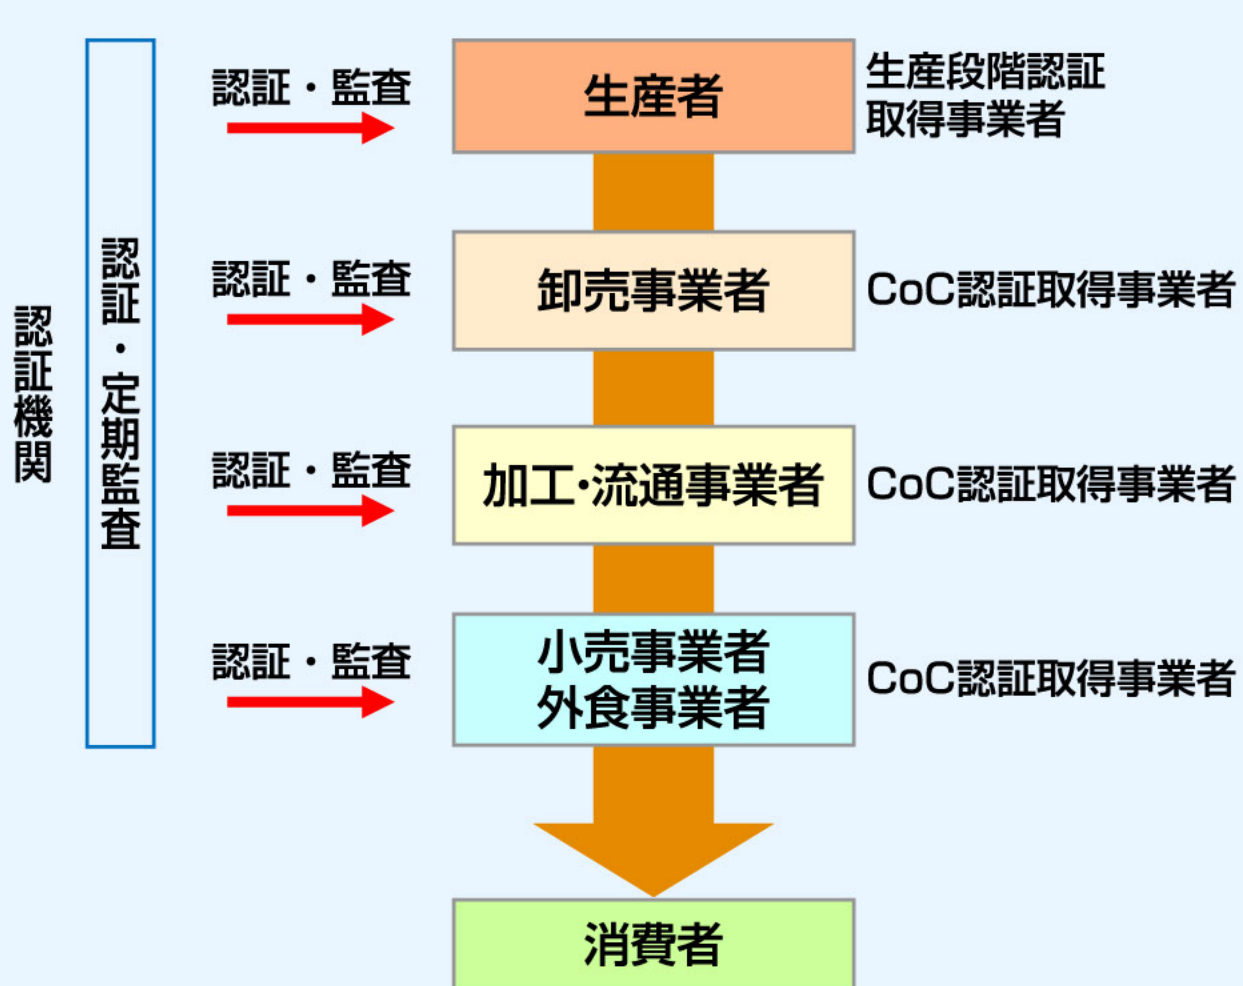 認証機関
認証・定期監査
認証・監査
生産者
生産段階認証
取得事業者
認証・監査
卸売事業者
CoC認証取得事業者
認証・監査
加工・流通事業者
CoC認証取得事業者
認証・監査
小売事業者
外食事業者
CoC認証取得事業者
消費者